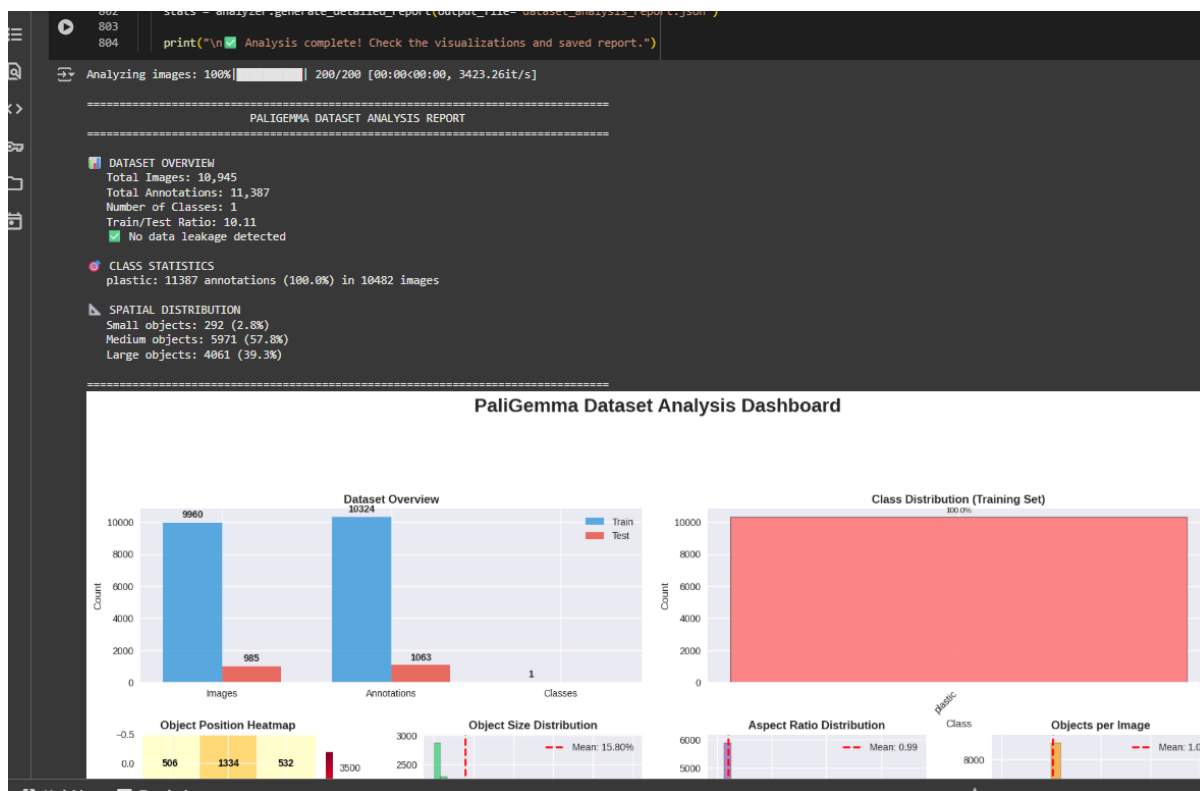 803
804 print("\n✅ Analysis complete! Check the visualizations and saved report.")
Analyzing images: 100%|██████████| 200/200 [00:00<00:00, 3423.26it/s]
================================================================================
PALIGEMMA DATASET ANALYSIS REPORT
================================================================================
📊 DATASET OVERVIEW
Total Images: 10,945
Total Annotations: 11,387
Number of Classes: 1
Train/Test Ratio: 10.11
✅ No data leakage detected
🎯 CLASS STATISTICS
plastic: 11387 annotations (100.0%) in 10482 images
📐 SPATIAL DISTRIBUTION
Small objects: 292 (2.8%)
Medium objects: 5971 (57.8%)
Large objects: 4061 (39.3%)
================================================================================
PaliGemma Dataset Analysis Dashboard
Dataset Overview
Count
10000
8000
6000
4000
2000
0
9960
985
10324
1063
1
Train
Test
Images
Annotations
Classes
Class Distribution (Training Set)
100.0%
Count
10000
8000
6000
4000
2000
0
plastic
Class
Object Position Heatmap
−0.5
0.0
506 1334 532
3500
Object Size Distribution
3000
2500
Mean: 15.80%
Aspect Ratio Distribution
6000
5000
Mean: 0.99
Objects per Image
8000